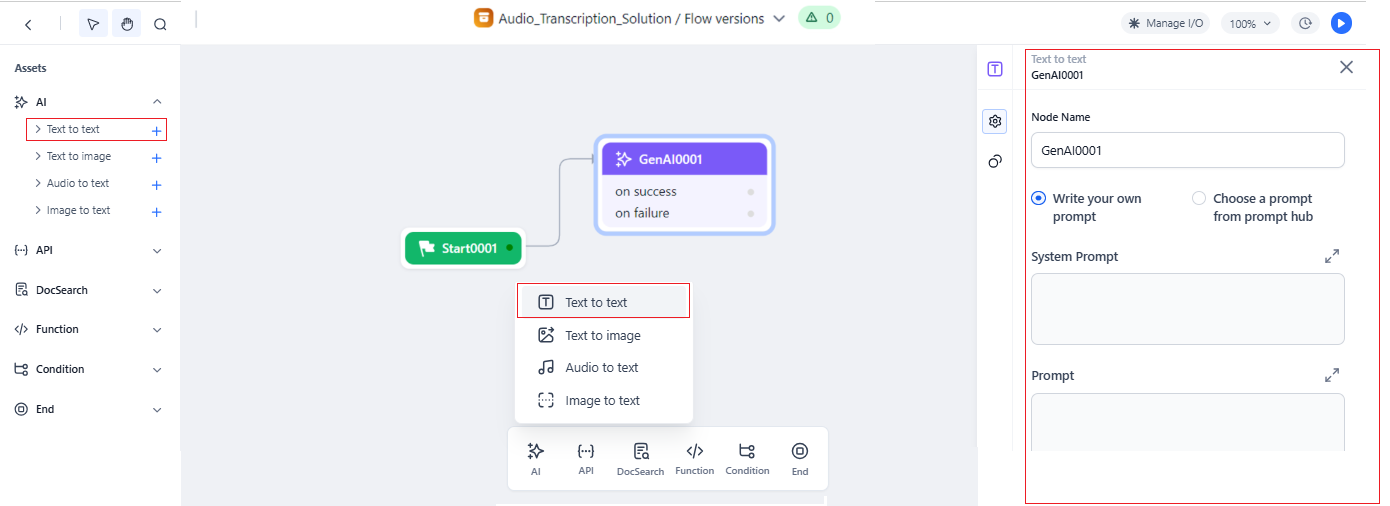 Audio_Transcription_Solution / Flow versions
0
Manage I/O
100%
Assets
AI
Text to text
Text to image
Audio to text
Image to text
API
DocSearch
Function
Condition
End
Start0001
GenAI0001
on success
on failure
Text to text
Text to image
Audio to text
Image to text
AI
API
DocSearch
Function
Condition
End
Text to text
GenAI0001
Node Name
GenAI0001
Write your own
prompt
Choose a prompt
from prompt hub
System Prompt
Prompt